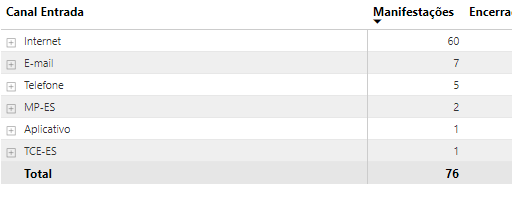 Canal Entrada Manifestações Encerra
Internet 60
E-mail 7
Telefone 5
MP-ES 2
Aplicativo 1
TCE-ES 1
Total 76